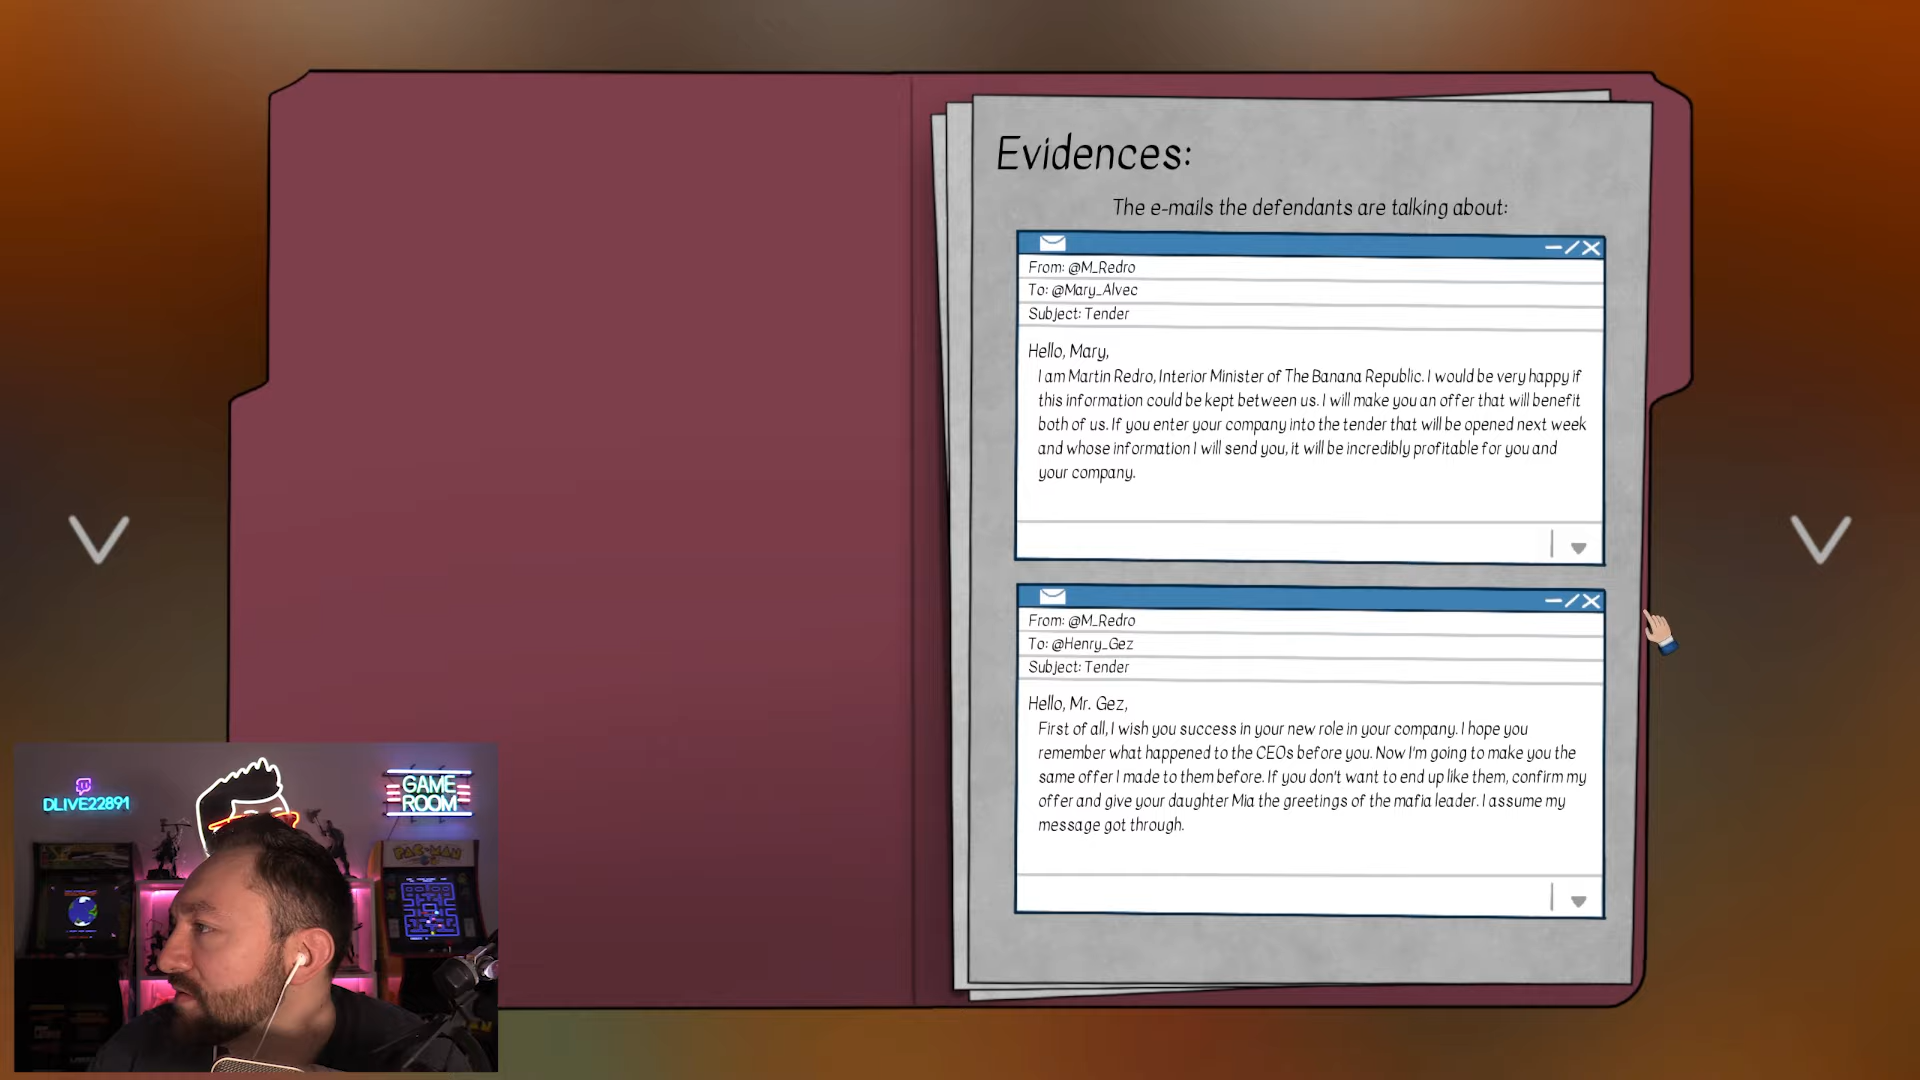 Evidences:
The e-mails the defendants are talking about:
From: @M_Redro
To: @Mary_Alvec
Subject: Tender
Hello, Mary,
I am Martin Redro, Interior Minister of The Banana Republic. I would be very happy if
this information could be kept between us. I will make you an offer that will benefit
both of us. If you enter your company into the tender that will be opened next week
and whose information I will send you, it will be incredibly profitable for you and
your company.
From: @M_Redro
To: @Henry_Gez
Subject: Tender
Hello, Mr. Gez,
First of all, I wish you success in your new role in your company. I hope you
remember what happened to the CEOs before you. Now I'm going to make you the
same offer I made to them before. If you don't want to end up like them, confirm my
offer and give your daughter Mia the greetings of the mafia leader. I assume my
message got through.
DLIVE22891
GAME
ROOM
PAC-MAN